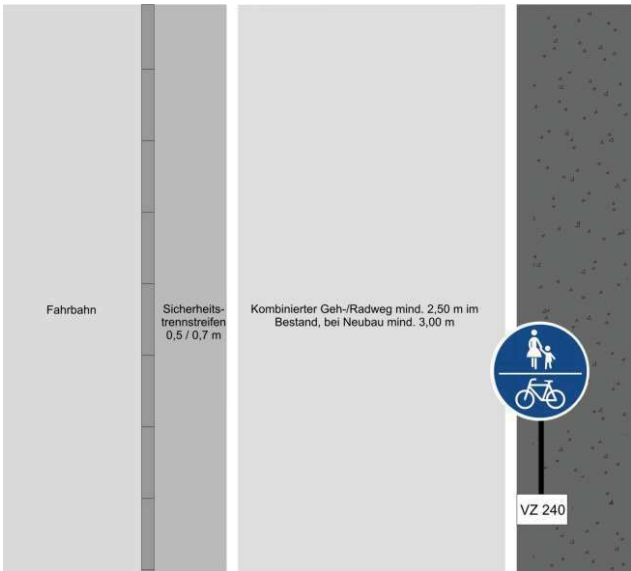 Fahrbahn
Sicherheits-
trennstreifen
0,5 / 0,7 m
Kombinierter Geh-/Radweg mind. 2,50 m im
Bestand, bei Neubau mind. 3,00 m
VZ 240